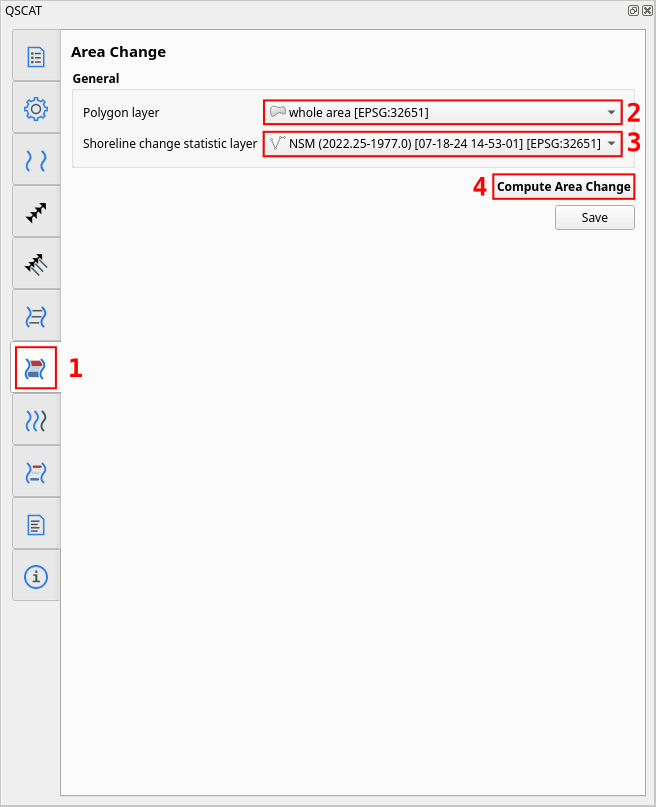 QSCAT
Area Change
General
Polygon layer whole area [EPSG:32651] 2
Shoreline change statistic layer NSM (2022.25-1977.0) [07-18-24 14-53-01] [EPSG:32651] 3
4 Compute Area Change
Save
1